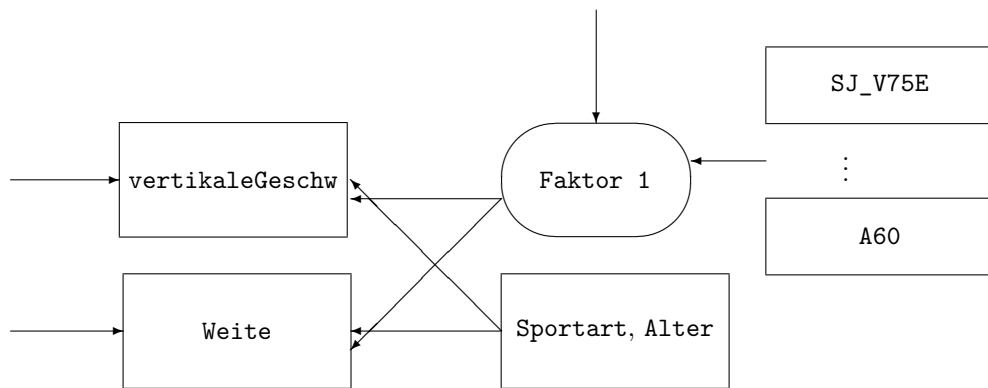 SJ_V75E
vertikaleGeschw
Faktor 1
⋮
A60
Weite
Sportart, Alter